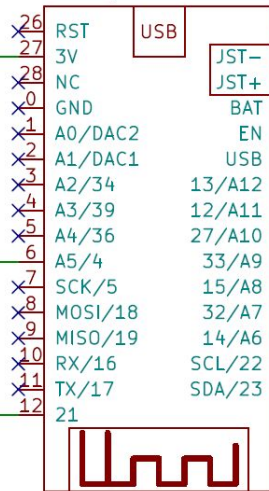 26 RST USB
27 3V JST-
28 NC JST+
0 GND BAT
1 A0/DAC2 EN
2 A1/DAC1 USB
3 A2/34 13/A12
4 A3/39 12/A11
5 A4/36 27/A10
6 A5/4 33/A9
7 SCK/5 15/A8
8 MOSI/18 32/A7
9 MISO/19 14/A6
10 RX/16 SCL/22
11 TX/17 SDA/23
12 21